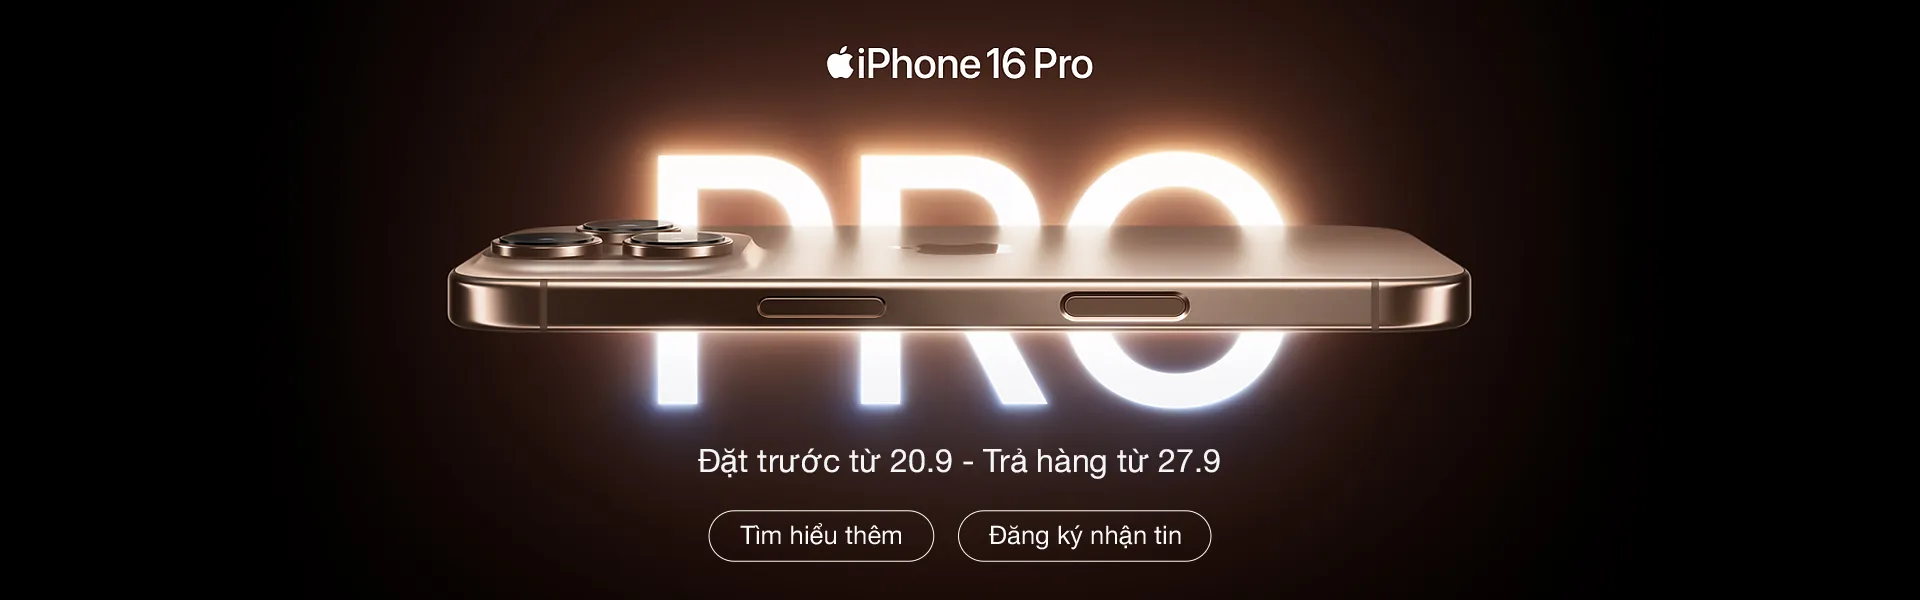 iPhone 16 Pro
PRO
Đặt trước từ 20.9 - Trả hàng từ 27.9
Tìm hiểu thêm
Đăng ký nhận tin